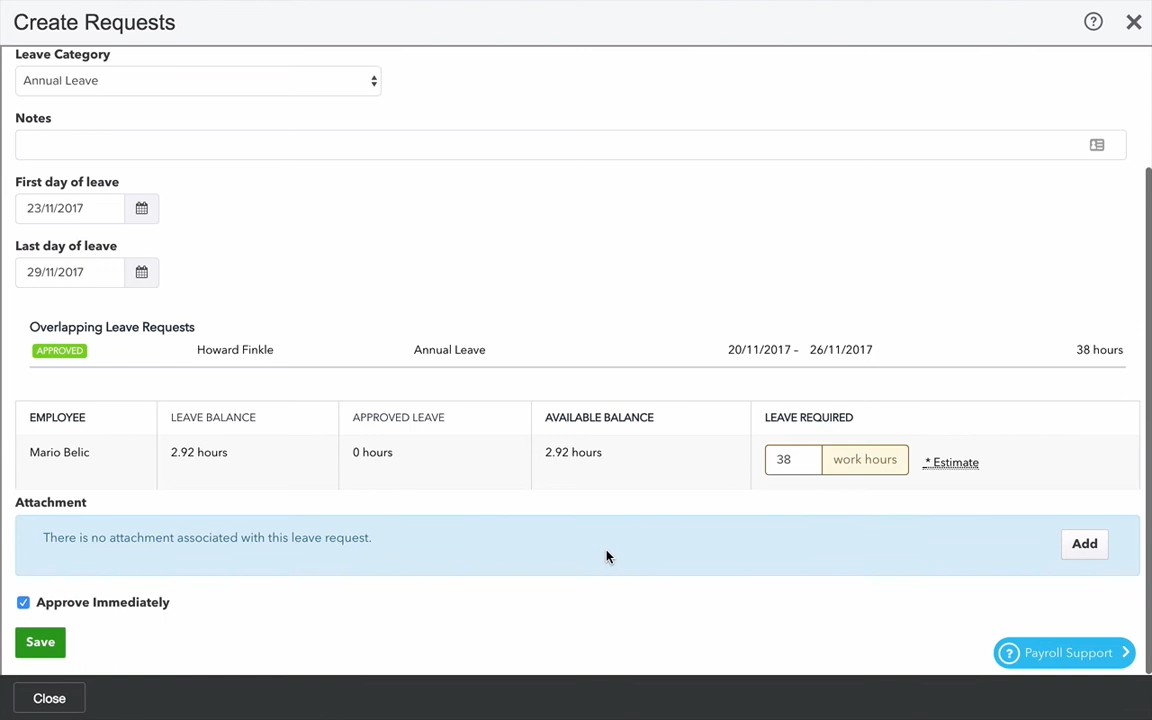 Create Requests
Leave Category
Annual Leave
Notes
First day of leave
23/11/2017
Last day of leave
29/11/2017
Overlapping Leave Requests
APPROVED Howard Finkle Annual Leave 20/11/2017 - 26/11/2017 38 hours
EMPLOYEE LEAVE BALANCE APPROVED LEAVE AVAILABLE BALANCE LEAVE REQUIRED
Mario Belic 2.92 hours 0 hours 2.92 hours 38 work hours * Estimate
Attachment
There is no attachment associated with this leave request. Add
Approve Immediately
Save
? Payroll Support
Close